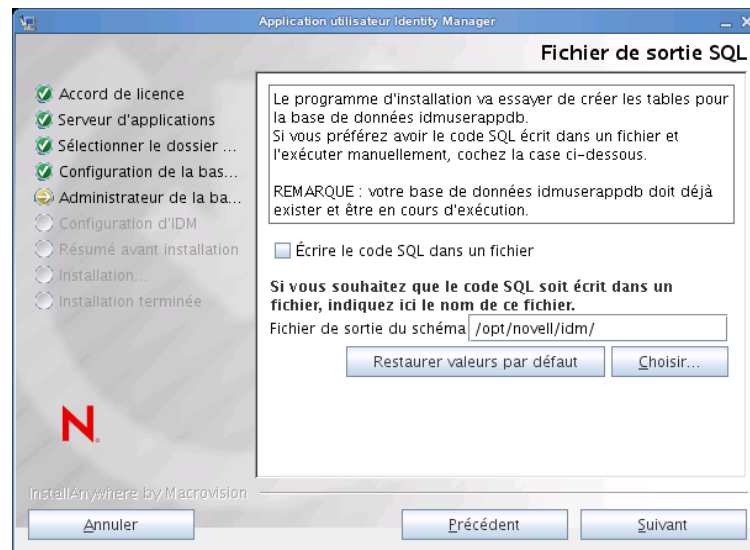 Application utilisateur Identity Manager
Fichier de sortie SQL
Accord de licence
Serveur d'applications
Sélectionner le dossier ...
Configuration de la bas...
Administrateur de la ba...
Configuration d'IDM
Résumé avant installation
Installation...
Installation terminée
Le programme d'installation va essayer de créer les tables pour
la base de données idmuserappdb.
Si vous préférez avoir le code SQL écrit dans un fichier et
l'exécuter manuellement, cochez la case ci-dessous.
REMARQUE : votre base de données idmuserappdb doit déjà
exister et être en cours d'exécution.
Écrire le code SQL dans un fichier
Si vous souhaitez que le code SQL soit écrit dans un
fichier, indiquez ici le nom de ce fichier.
Fichier de sortie du schéma /opt/novell/idm/
Restaurer valeurs par défaut Choisir...
N.
InstallAnywhere by Macrovision
Annuler Précédent Suivant